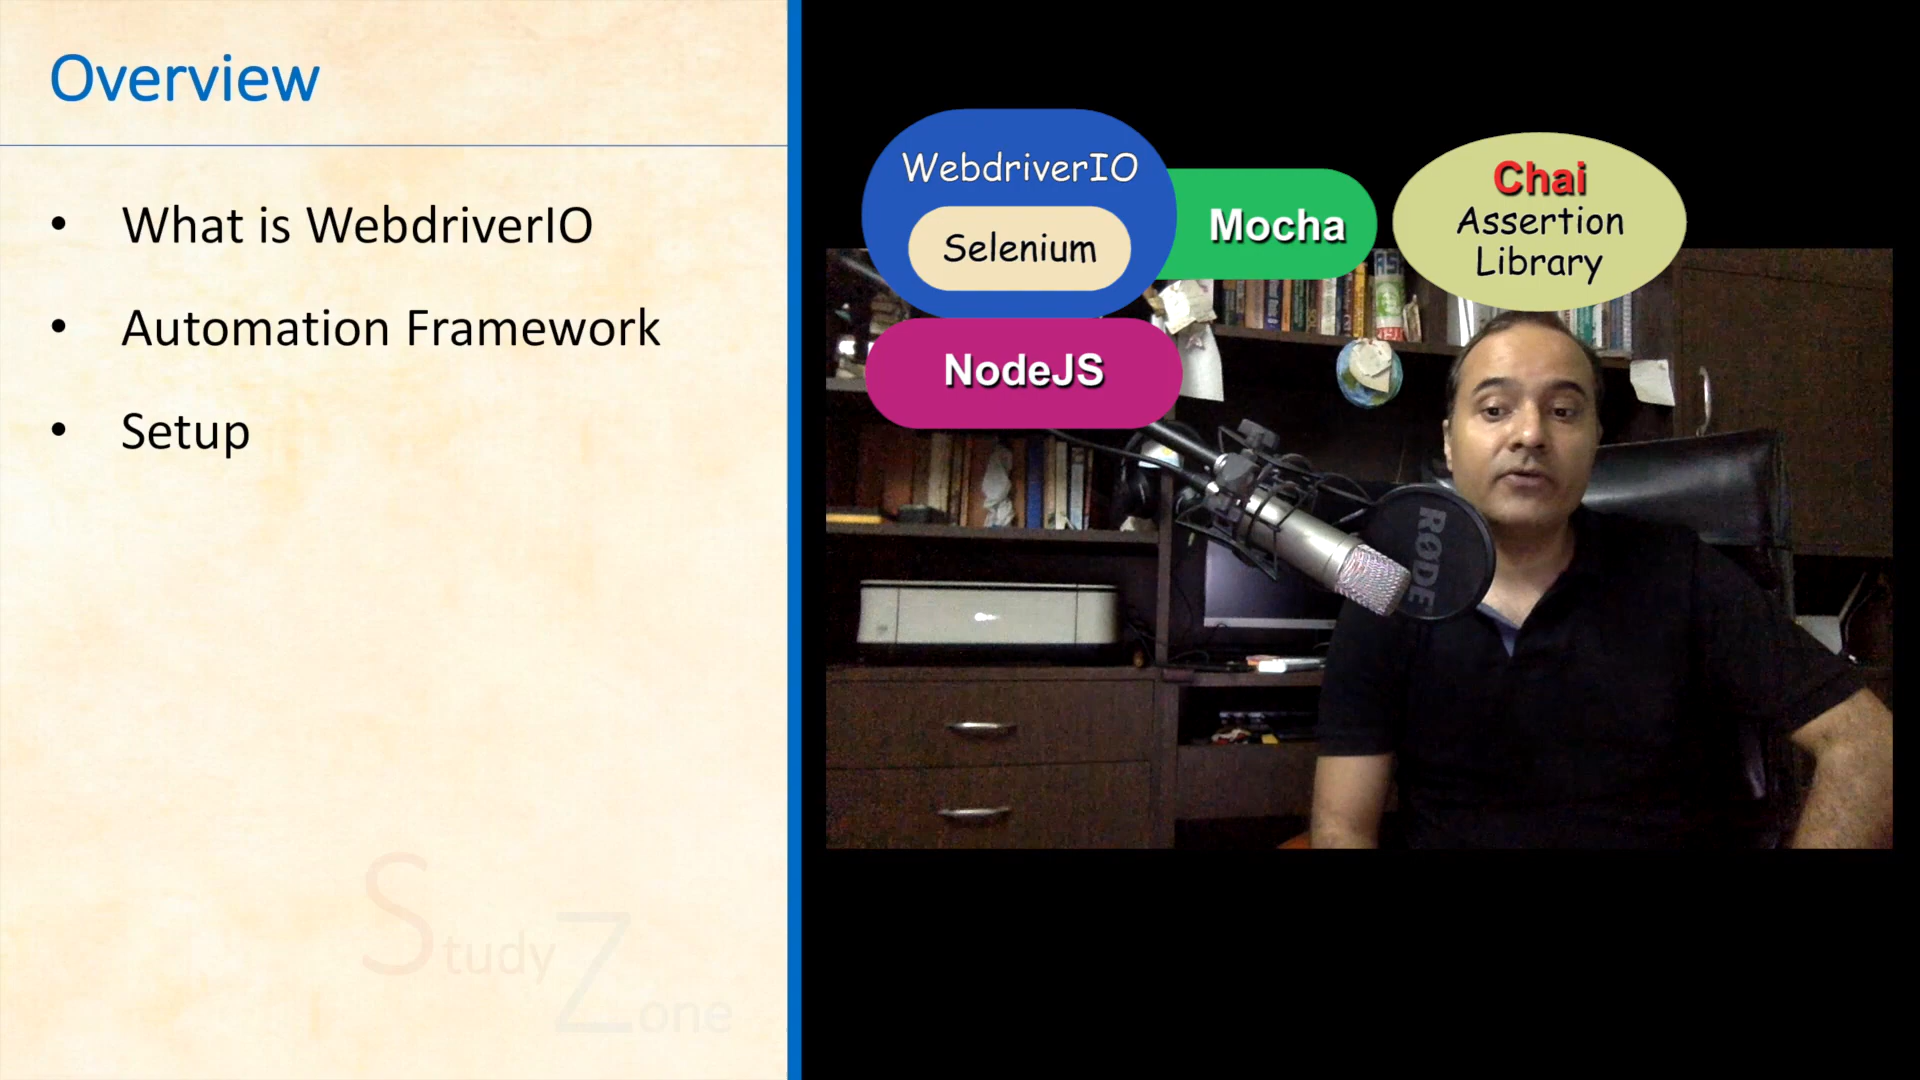 Overview
• What is WebdriverIO
• Automation Framework
• Setup
Study
Zone
WebdriverIO
Selenium
Mocha
Chai
Assertion
Library
NodeJS
RØDE